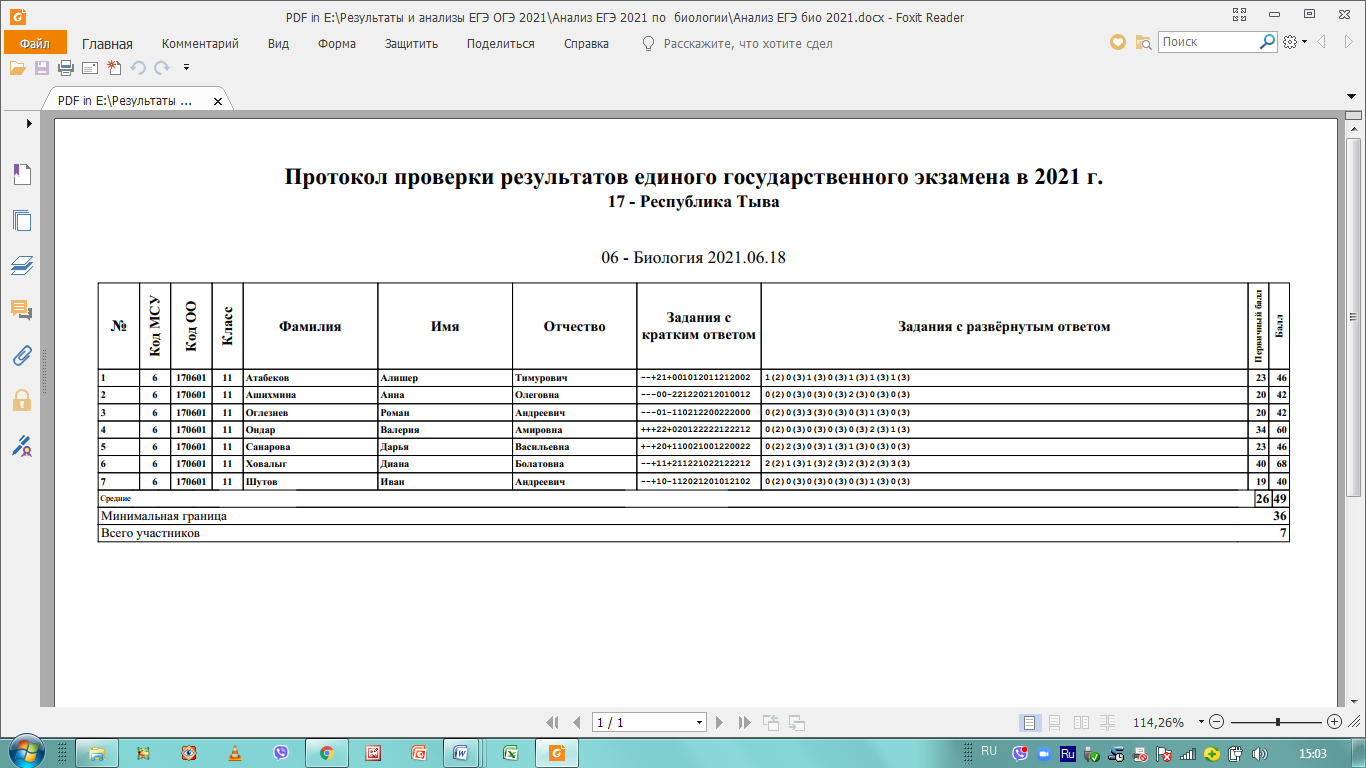 PDF in E:\Результаты и анализы ЕГЭ ОГЭ 2021\Анализ ЕГЭ 2021 по  биологии\Анализ ЕГЭ био 2021.docx - Foxit Reader
Файл Главная Комментарий Вид Форма Защитить Поделиться Справка Расскажите, что хотите сдел Поиск
PDF in E:\Результаты ...
Протокол проверки результатов единого государственного экзамена в 2021 г.
17 - Республика Тыва
06 - Биология 2021.06.18
№ Код МСУ Код ОО Класс Фамилия Имя Отчество Задания с кратким ответом Задания с развёрнутым ответом Первичный балл Балл
1 6 170601 11 Атабеков Алишер Тимурович --+21+001012011212002 1(2)0(3)1(3)0(3)1(3)1(3)1(3) 23 46
2 6 170601 11 Ашихмина Анна Олеговна ---00-221220212010012 0(2)0(3)0(3)0(3)2(3)0(3)0(3) 20 42
3 6 170601 11 Оглезнев Роман Андреевич ---01-110212200222000 0(2)0(3)3(3)0(3)0(3)1(3)0(3) 20 42
4 6 170601 11 Ондар Валерия Амировна +++22+020122222122212 0(2)0(3)0(3)0(3)0(3)2(3)1(3) 34 60
5 6 170601 11 Санарова Дарья Васильевна +-+20+110021001220022 0(2)2(3)0(3)1(3)1(3)0(3)0(3) 23 46
6 6 170601 11 Ховалыг Диана Болатовна --+11+211221022122212 2(2)1(3)1(3)2(3)2(3)2(3)3(3) 40 68
7 6 170601 11 Шутов Иван Андреевич --+10-112021201012102 0(2)0(3)0(3)0(3)0(3)1(3)0(3) 19 40
Средние 26 49
Минимальная граница 36
Всего участников 7
1 / 1 114,26%
RU Ru 15:03